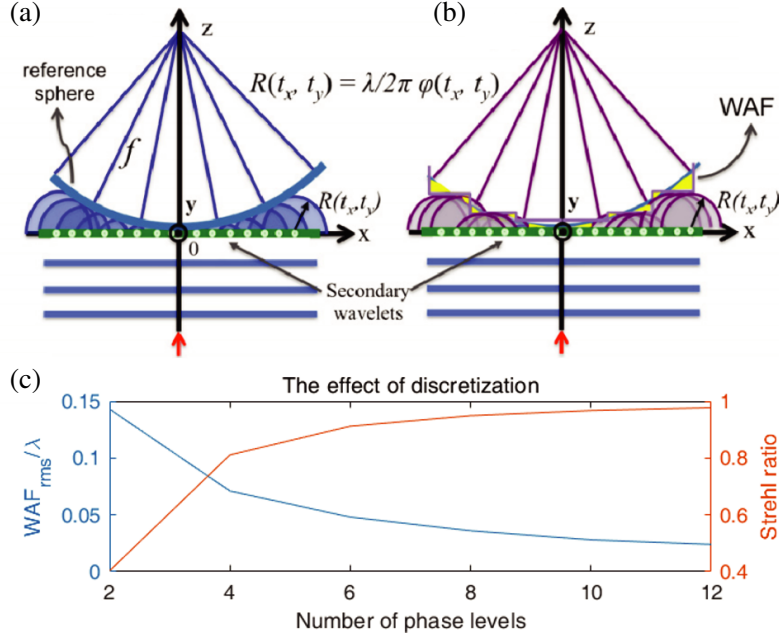 (a)
(b)
z
z
reference
sphere
R(tx, ty) = λ/2π φ(tx, ty)
WAF
f
y
y
R(tx,ty)
R(tx,ty)
x
x
0
Secondary
wavelets
(c)
The effect of discretization
0.15
1
0.1
0.8
0.05
0.6
0
0.4
WAFrms/λ
Strehl ratio
2
4
6
8
10
12
Number of phase levels